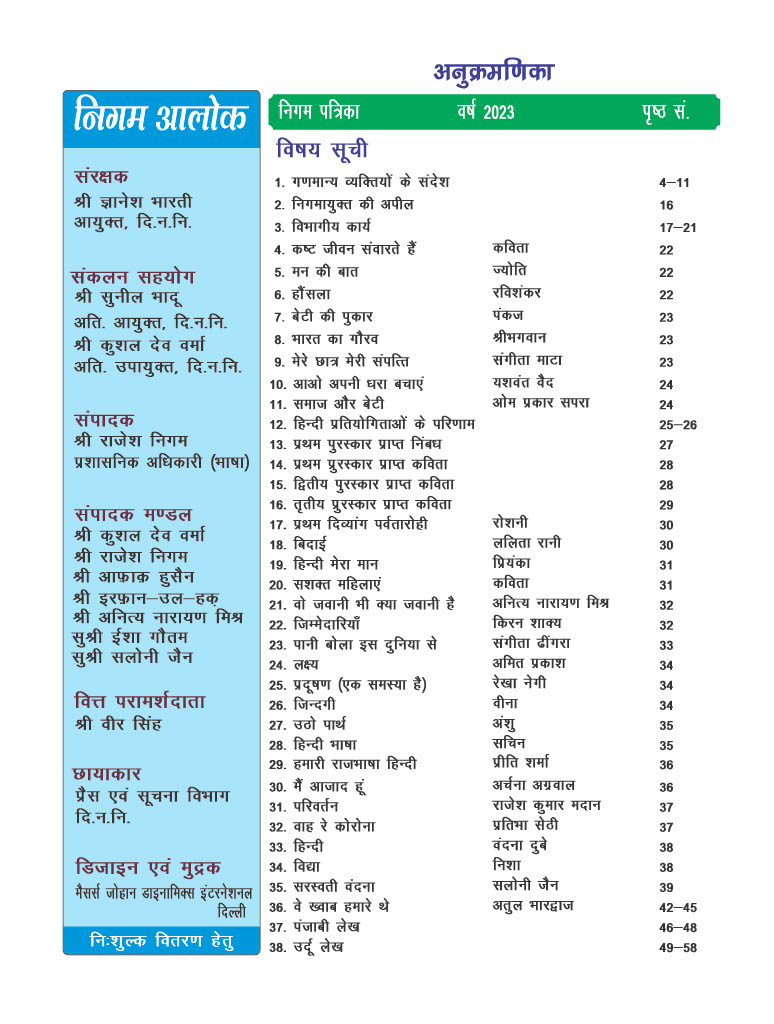 अनुक्रमणिका
निगम आलोक
संरक्षक
श्री ज्ञानेश भारती
आयुक्त, दि.न.नि.
संकलन सहयोग
श्री सुनील भादू
अति. आयुक्त, दि.न.नि.
श्री कुशल देव वर्मा
अति. उपायुक्त, दि.न.नि.
संपादक
श्री राजेश निगम
प्रशासनिक अधिकारी (भाषा)
संपादक मण्डल
श्री कुशल देव वर्मा
श्री राजेश निगम
श्री आफ़ाक़ हुसैन
श्री इरफ़ान–उल–हक़
श्री अनित्य नारायण मिश्र
सुश्री ईशा गौतम
सुश्री सलोनी जैन
वित्त परामर्शदाता
श्री वीर सिंह
छायाकार
प्रैस एवं सूचना विभाग
दि.न.नि.
डिजाइन एवं मुद्रक
मैसर्स जोहान डाइनामिक्स इंटरनेशनल
दिल्ली
निःशुल्क वितरण हेतु
निगम पत्रिका वर्ष 2023 पृष्ठ सं.
विषय सूची
1. गणमान्य व्यक्तियों के संदेश 4–11
2. निगमायुक्त की अपील 16
3. विभागीय कार्य 17–21
4. कष्ट जीवन संवारते हैं कविता 22
5. मन की बात ज्योति 22
6. हौंसला रविशंकर 22
7. बेटी की पुकार पंकज 23
8. भारत का गौरव श्रीभगवान 23
9. मेरे छात्र मेरी संपत्ति संगीता माटा 23
10. आओ अपनी धरा बचाएं यशवंत वैद 24
11. समाज और बेटी ओम प्रकार सपरा 24
12. हिन्दी प्रतियोगिताओं के परिणाम 25–26
13. प्रथम पुरस्कार प्राप्त निंबध 27
14. प्रथम प्रुरस्कार प्राप्त कविता 28
15. द्वितीय पुरस्कार प्राप्त कविता 28
16. तृतीय प्रुरस्कार प्राप्त कविता 29
17. प्रथम दिव्यांग पर्वतारोही रोशनी 30
18. बिदाई ललिता रानी 30
19. हिन्दी मेरा मान प्रियंका 31
20. सशक्त महिलाएं कविता 31
21. वो जवानी भी क्या जवानी है अनित्य नारायण मिश्र 32
22. जिम्मेदारियाँ किरन शाक्य 32
23. पानी बोला इस दुनिया से संगीता ढींगरा 33
24. लक्ष्य अमित प्रकाश 34
25. प्रदूषण (एक समस्या है) रेखा नेगी 34
26. जिन्दगी वीना 34
27. उठो पार्थ अंशु 35
28. हिन्दी भाषा सचिन 35
29. हमारी राजभाषा हिन्दी प्रीति शर्मा 36
30. मैं आजाद हूं अर्चना अग्रवाल 36
31. परिवर्तन राजेश कुमार मदान 37
32. वाह रे कोरोना प्रतिभा सेठी 37
33. हिन्दी वंदना दुबे 38
34. विद्या निशा 38
35. सरस्वती वंदना सलोनी जैन 39
36. वे ख्वाब हमारे थे अतुल भारद्वाज 42–45
37. पंजाबी लेख 46–48
38. उर्दू लेख 49–58